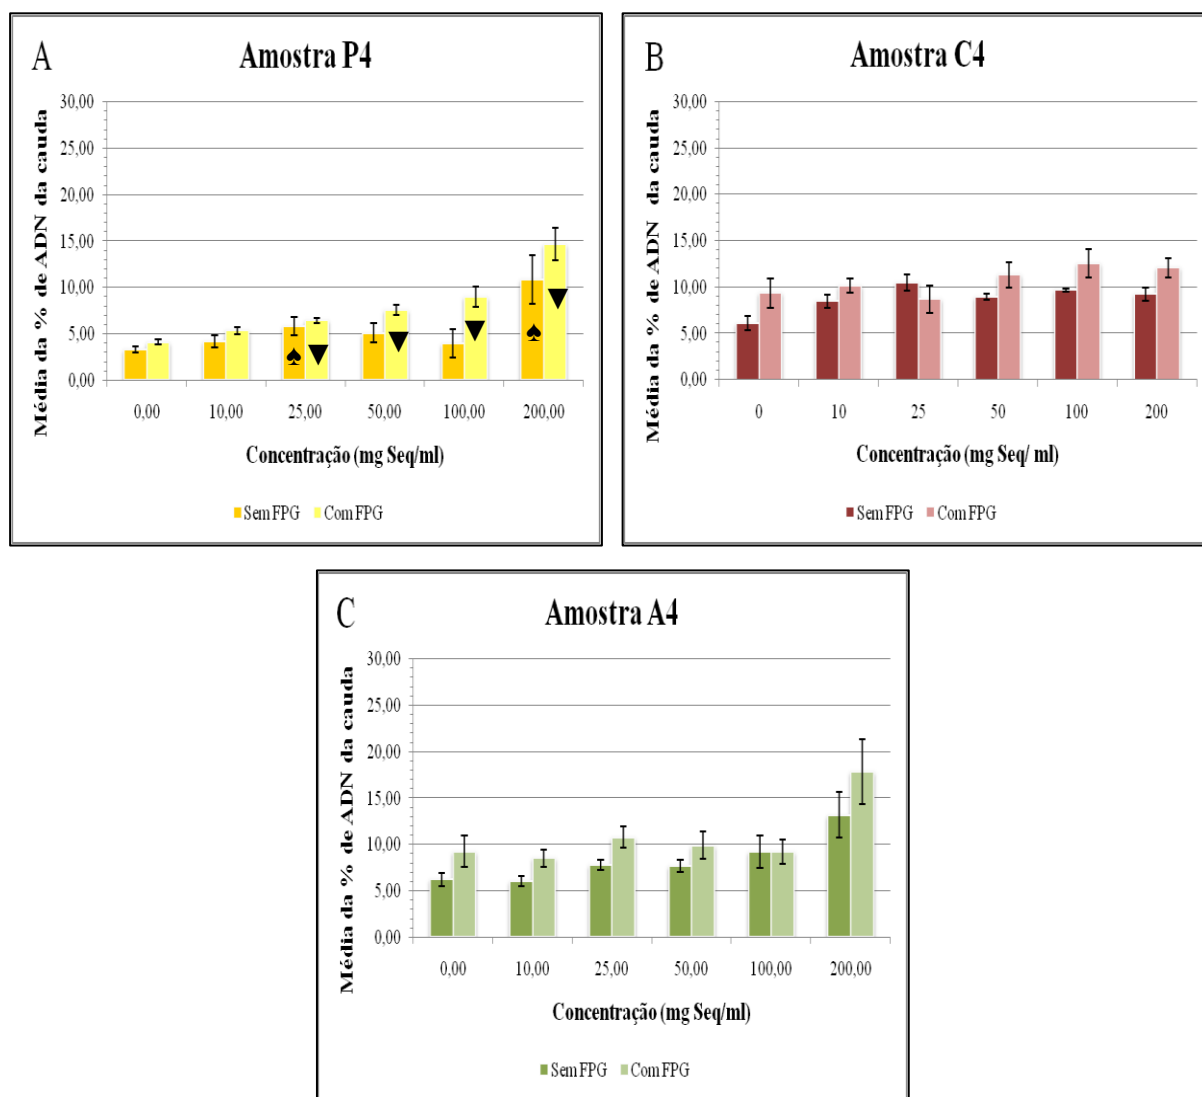 A
Amostra P4
Média da % de ADN da cauda
30,00
25,00
20,00
15,00
10,00
5,00
0,00
0,00 10,00 25,00 50,00 100,00 200,00
Concentração (mg Seq/ml)
Sem FPG Com FPG
B
Amostra C4
Média da % de ADN da cauda
30,00
25,00
20,00
15,00
10,00
5,00
0,00
0 10 25 50 100 200
Concentração (mg Seq/ ml)
Sem FPG Com FPG
C
Amostra A4
Média da % de ADN da cauda
30,00
25,00
20,00
15,00
10,00
5,00
0,00
0,00 10,00 25,00 50,00 100,00 200,00
Concentração (mg Seq/ml)
Sem FPG Com FPG